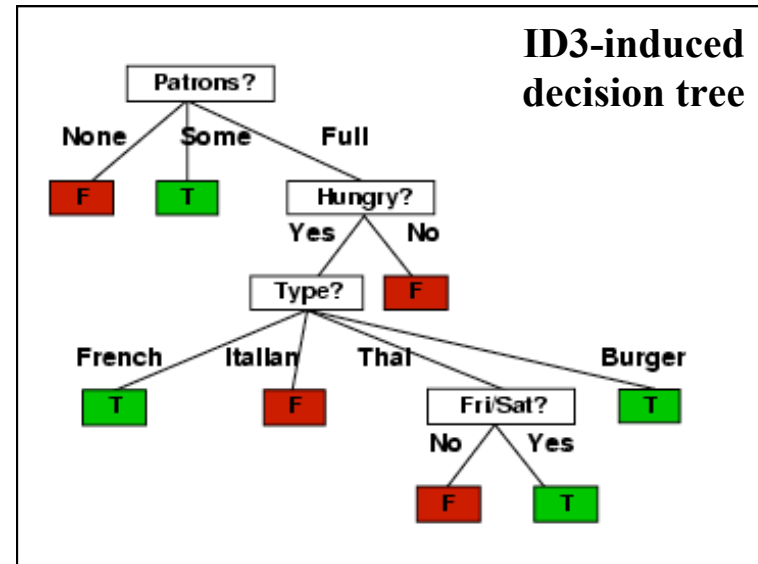 ID3-induced
decision tree
Patrons?
None Some Full
F T Hungry?
Yes No
Type? F
French Italian Thai Burger
T F Fri/Sat? T
No Yes
F T